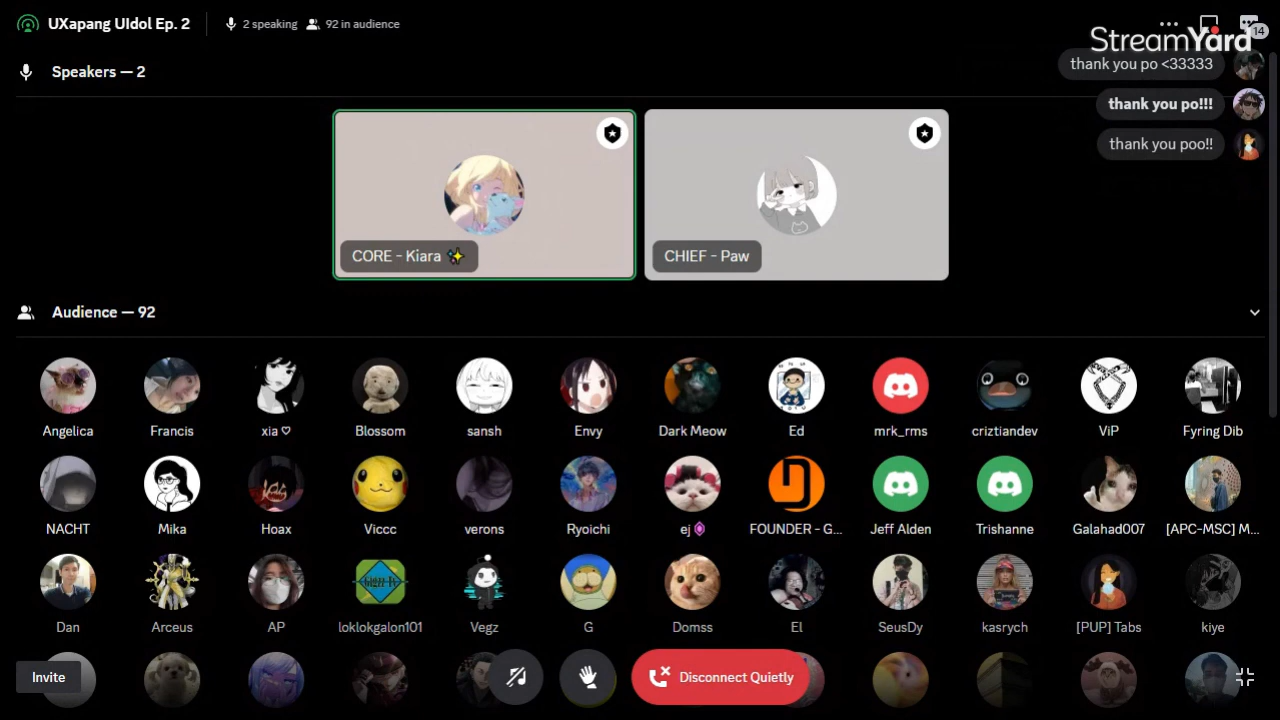 UXapang UIdol Ep. 2
2 speaking
92 in audience
14
StreamYard
Speakers — 2
thank you po <33333
thank you po!!!
thank you poo!!
CORE - Kiara ✨
CHIEF - Paw
Audience — 92
Angelica
Francis
xia ♡
Blossom
sansh
Envy
Dark Meow
Ed
mrk_rms
criztiandev
ViP
Fyring Dib
NACHT
Mika
Hoax
Viccc
verons
Ryoichi
ej
FOUNDER - G...
Jeff Alden
Trishanne
Galahad007
[APC-MSC] M...
Dan
Arceus
AP
loklokgalon101
Vegz
G
Domss
El
SeusDy
kasrych
[PUP] Tabs
kiye
Invite
Disconnect Quietly